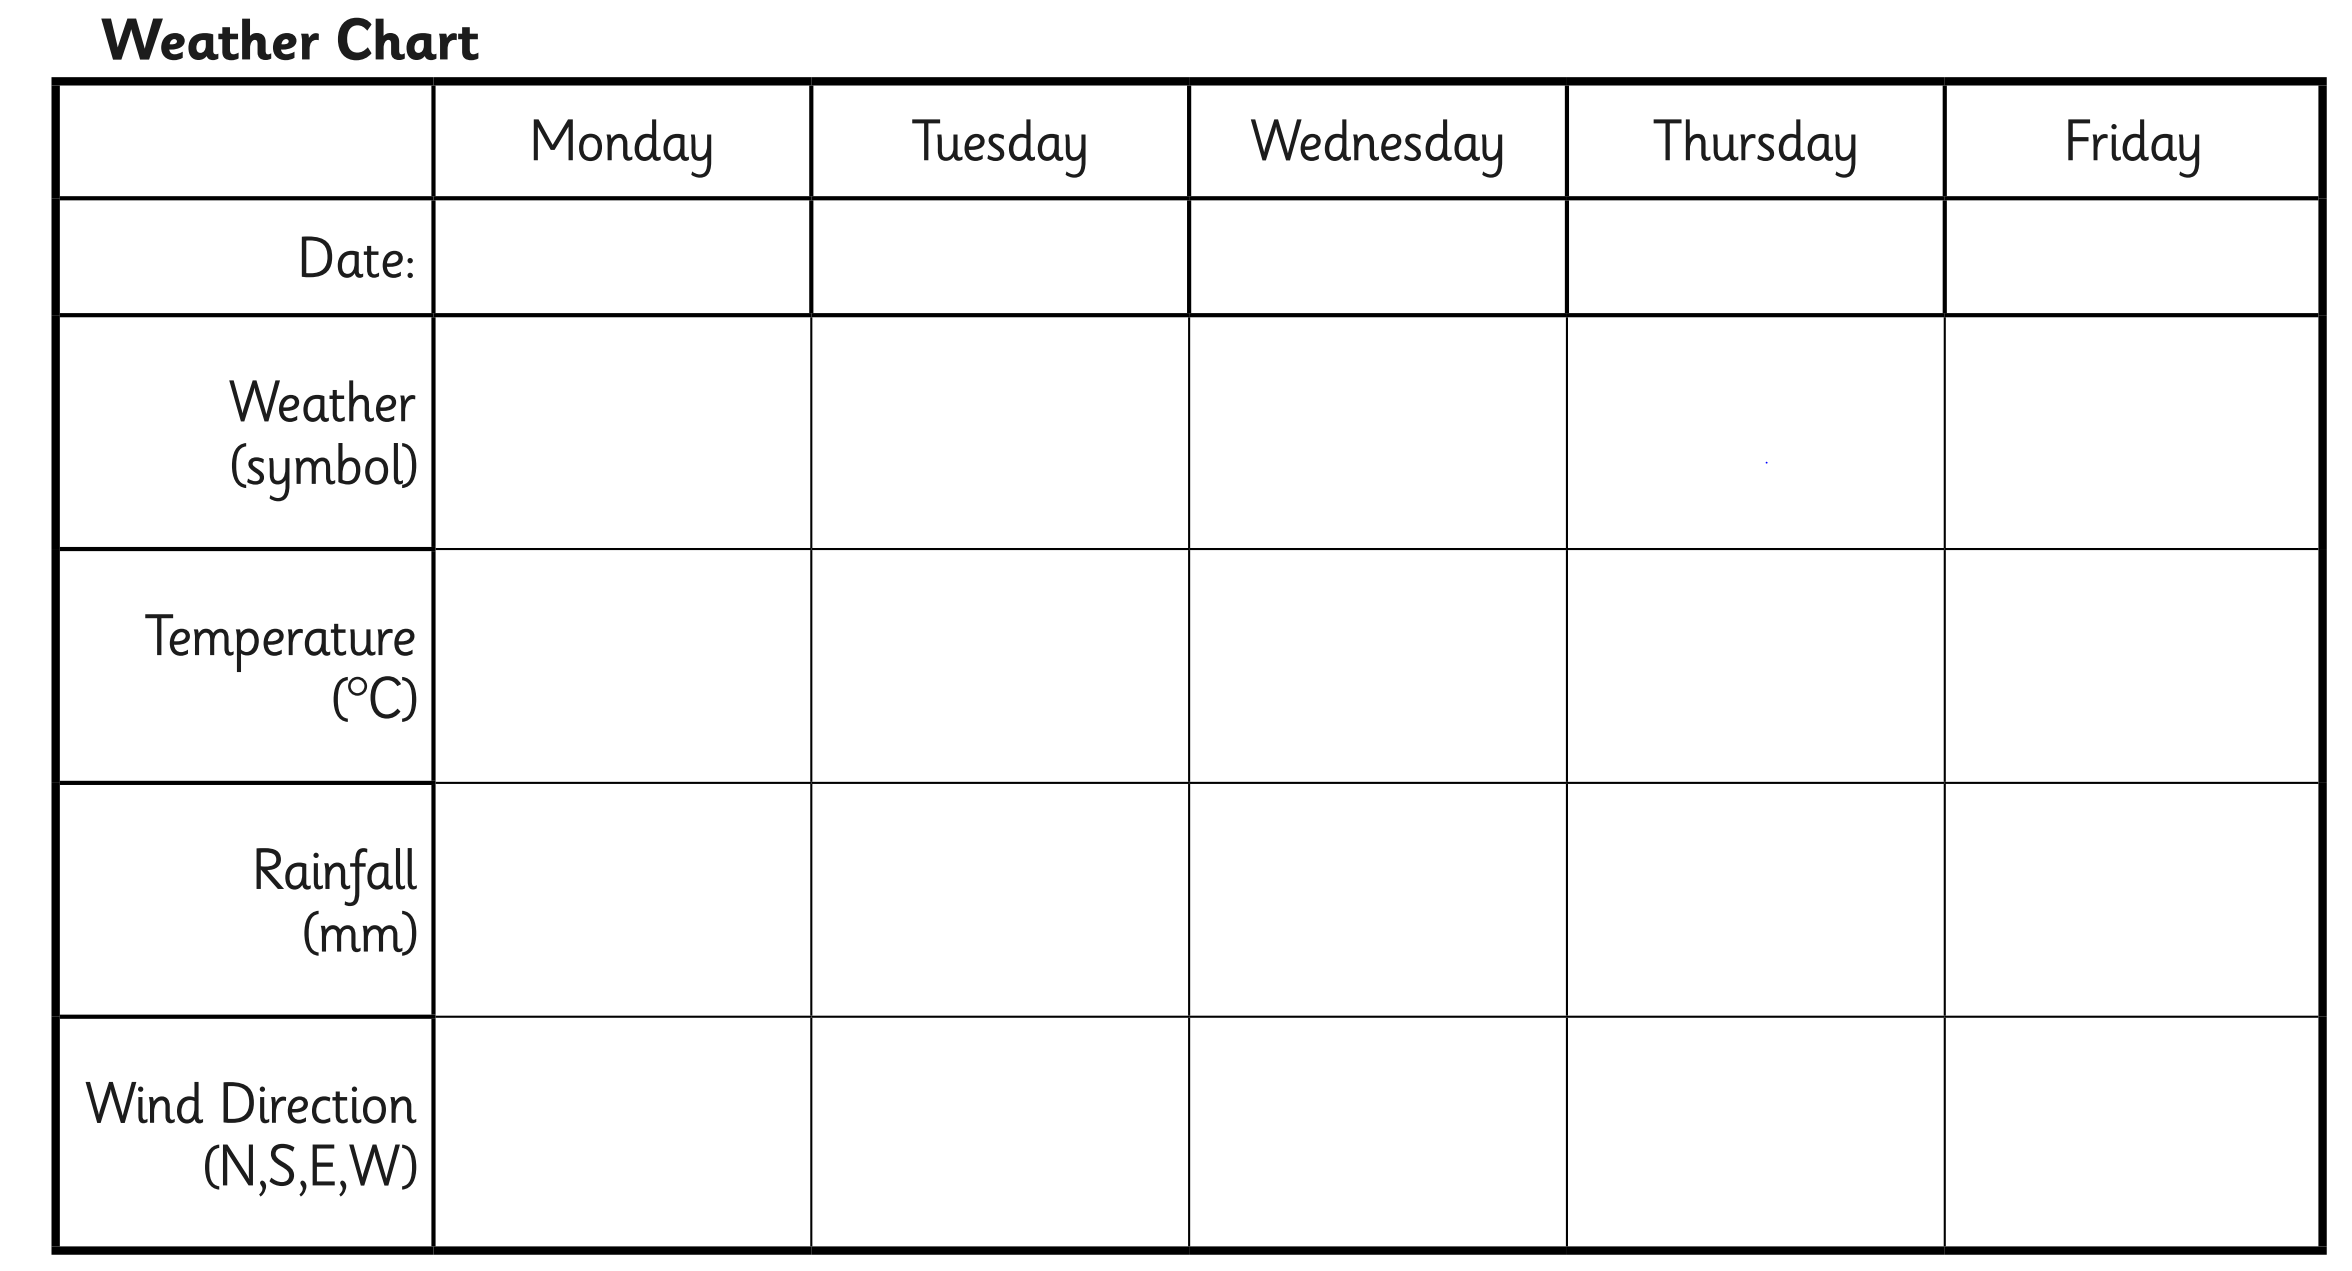 Weather Chart
Monday Tuesday Wednesday Thursday Friday
Date:
Weather
(symbol)
Temperature
(°C)
Rainfall
(mm)
Wind Direction
(N,S,E,W)